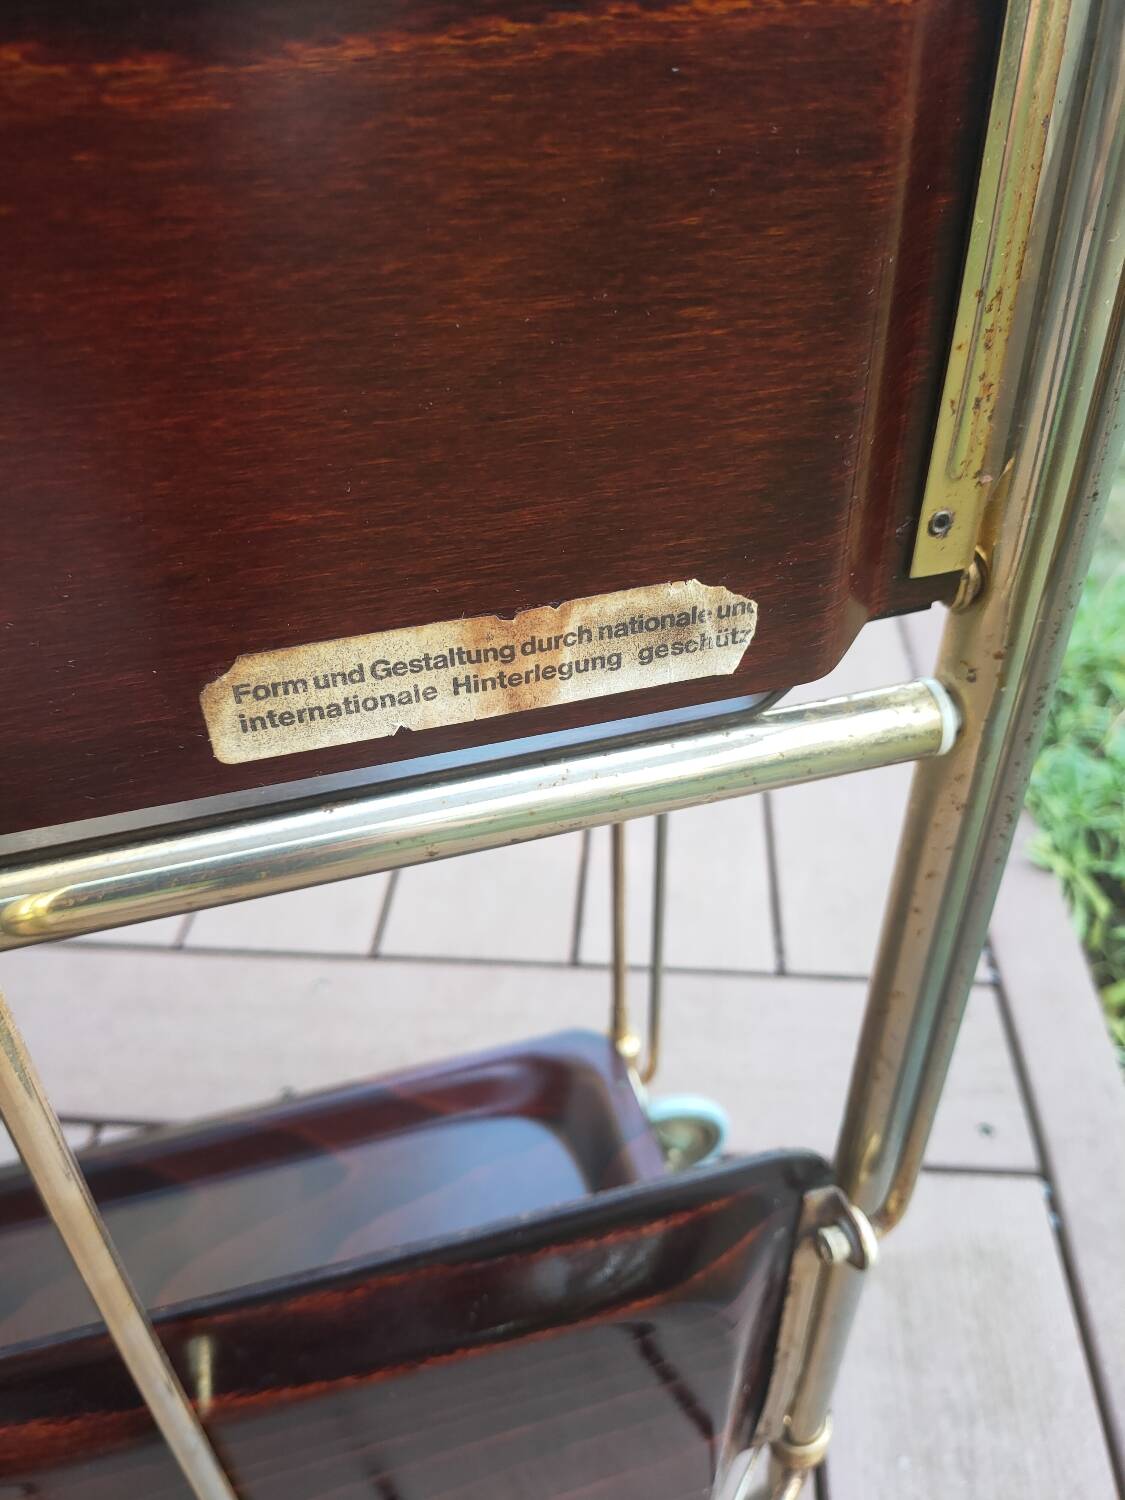 Form und Gestaltung durch nationale und
internationale Hinterlegung geschütz